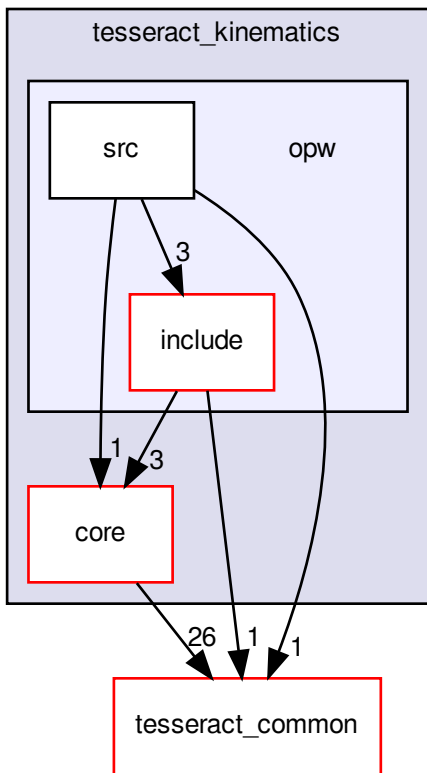 tesseract_kinematics
src
opw
3
include
1
3
core
26
1
1
tesseract_common